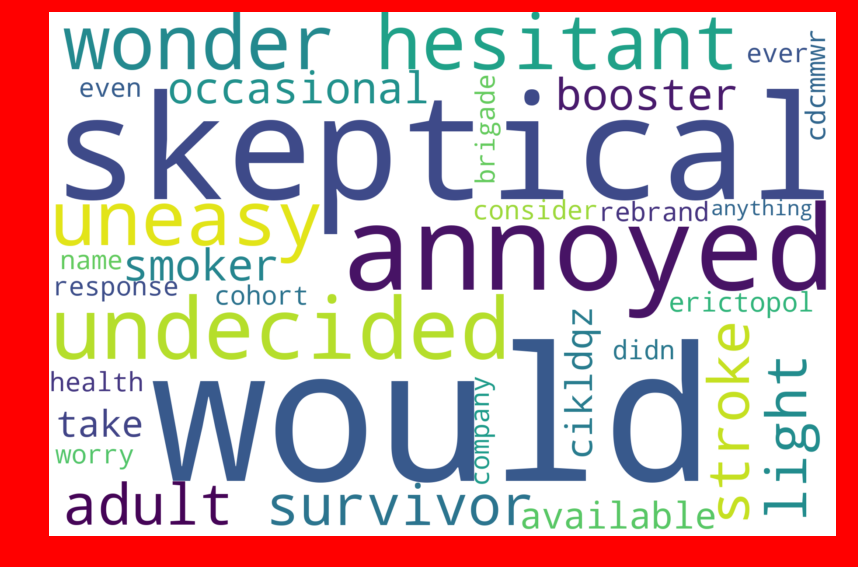 wonder hesitant ever
even occasional booster
brigade
cdcmmwr
skeptical
uneasy consider rebrand anything
annoyed
name smoker
response cohort erictopol
undecided
cikldqz didn
stroke
light
health
would
company
take
worry
adult survivor available